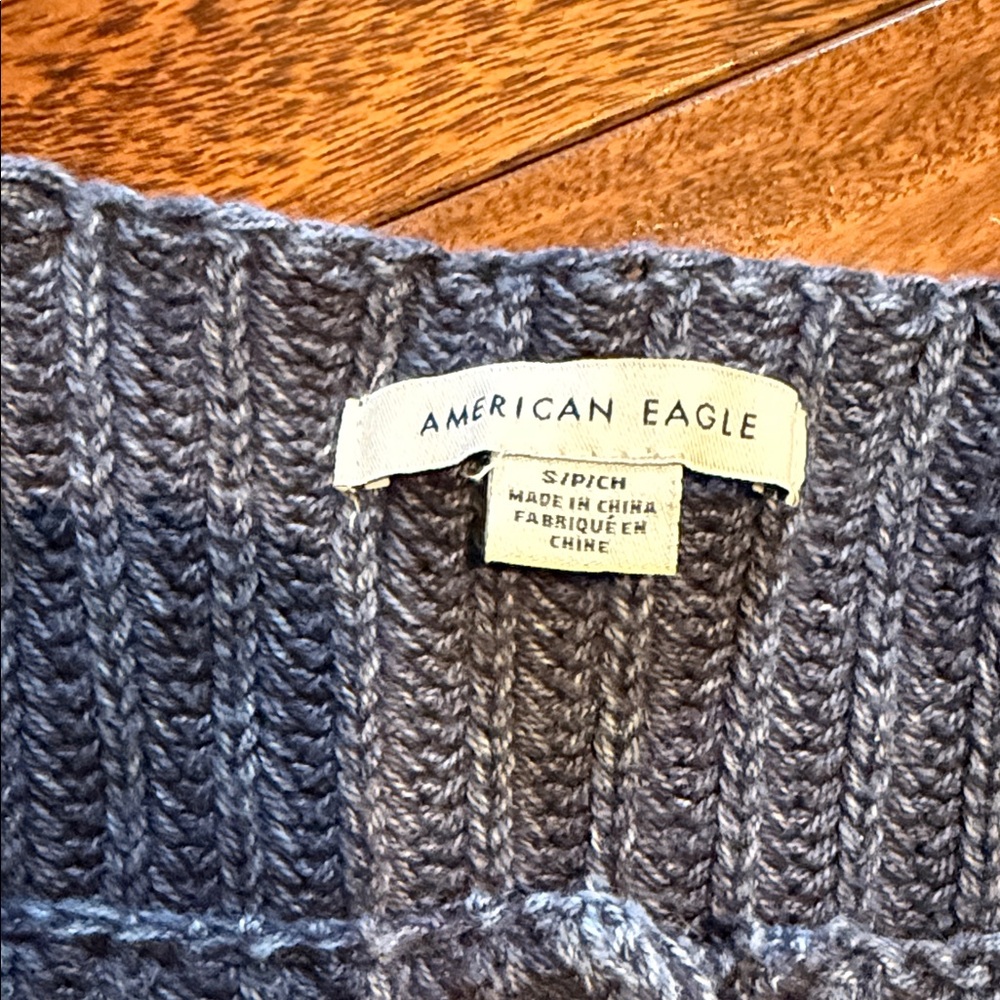 AMERICAN EAGLE
S/P/CH
MADE IN CHINA
FABRIQUÉ EN
CHINE